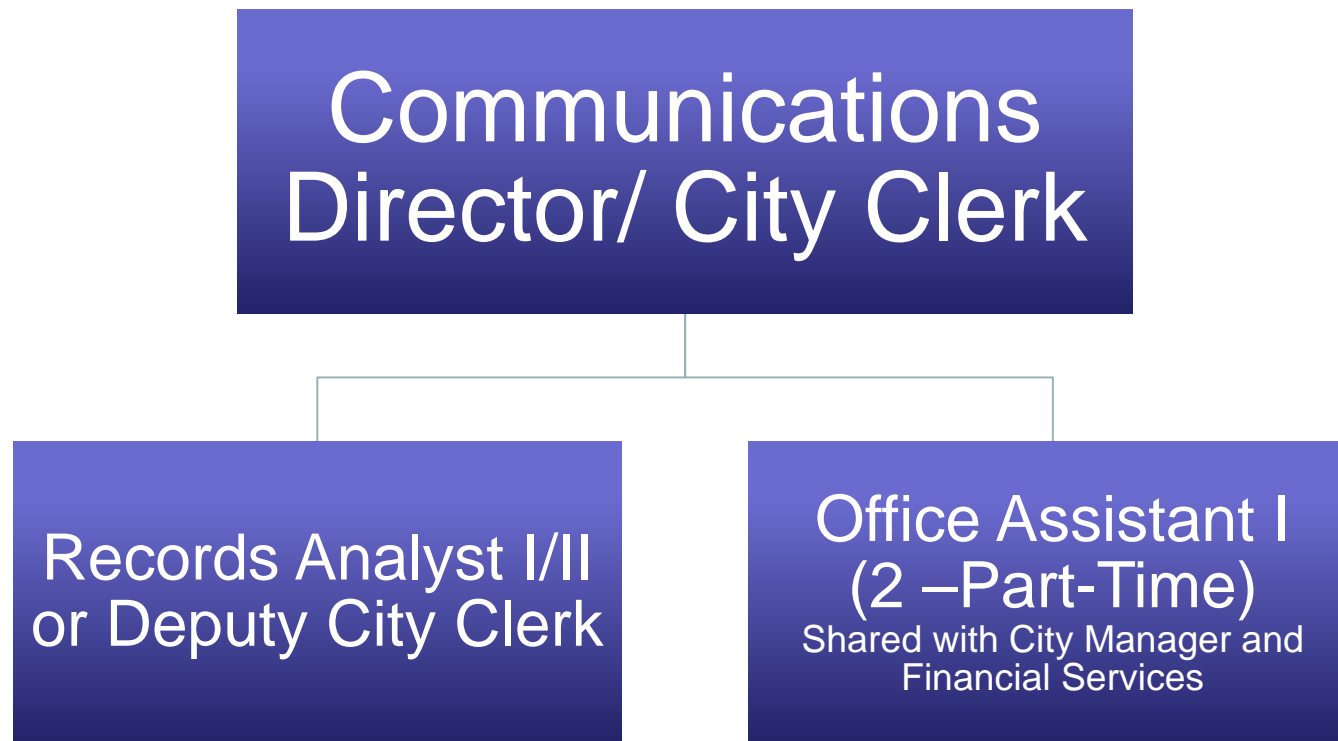 Communications
Director/ City Clerk
Records Analyst I/II
or Deputy City Clerk
Office Assistant I
(2 –Part-Time)
Shared with City Manager and
Financial Services